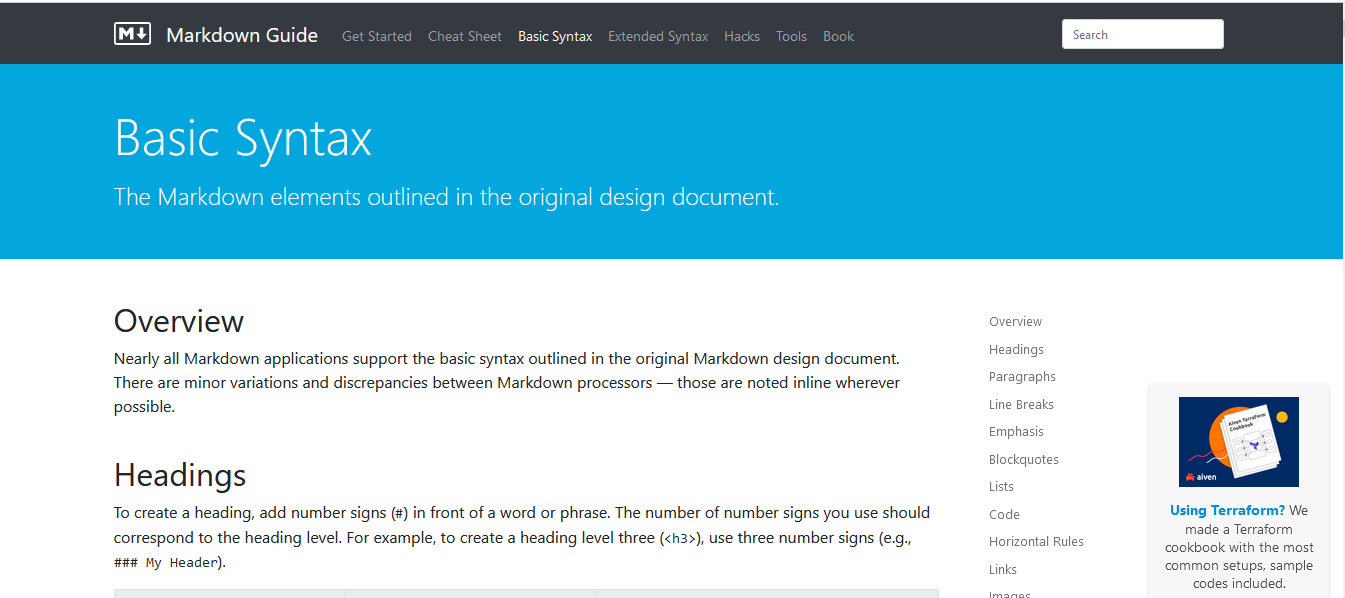 Markdown Guide Get Started Cheat Sheet Basic Syntax Extended Syntax Hacks Tools Book Search
Basic Syntax
The Markdown elements outlined in the original design document.
Overview
Nearly all Markdown applications support the basic syntax outlined in the original Markdown design document.
There are minor variations and discrepancies between Markdown processors — those are noted inline wherever
possible.
Headings
To create a heading, add number signs (#) in front of a word or phrase. The number of number signs you use should
correspond to the heading level. For example, to create a heading level three (<h3>), use three number signs (e.g.,
### My Header).
Overview
Headings
Paragraphs
Line Breaks
Emphasis
Blockquotes
Lists
Code
Horizontal Rules
Links
Images
Aiven Terraform
Cookbook
aiven
Using Terraform? We
made a Terraform
cookbook with the most
common setups, sample
codes included.